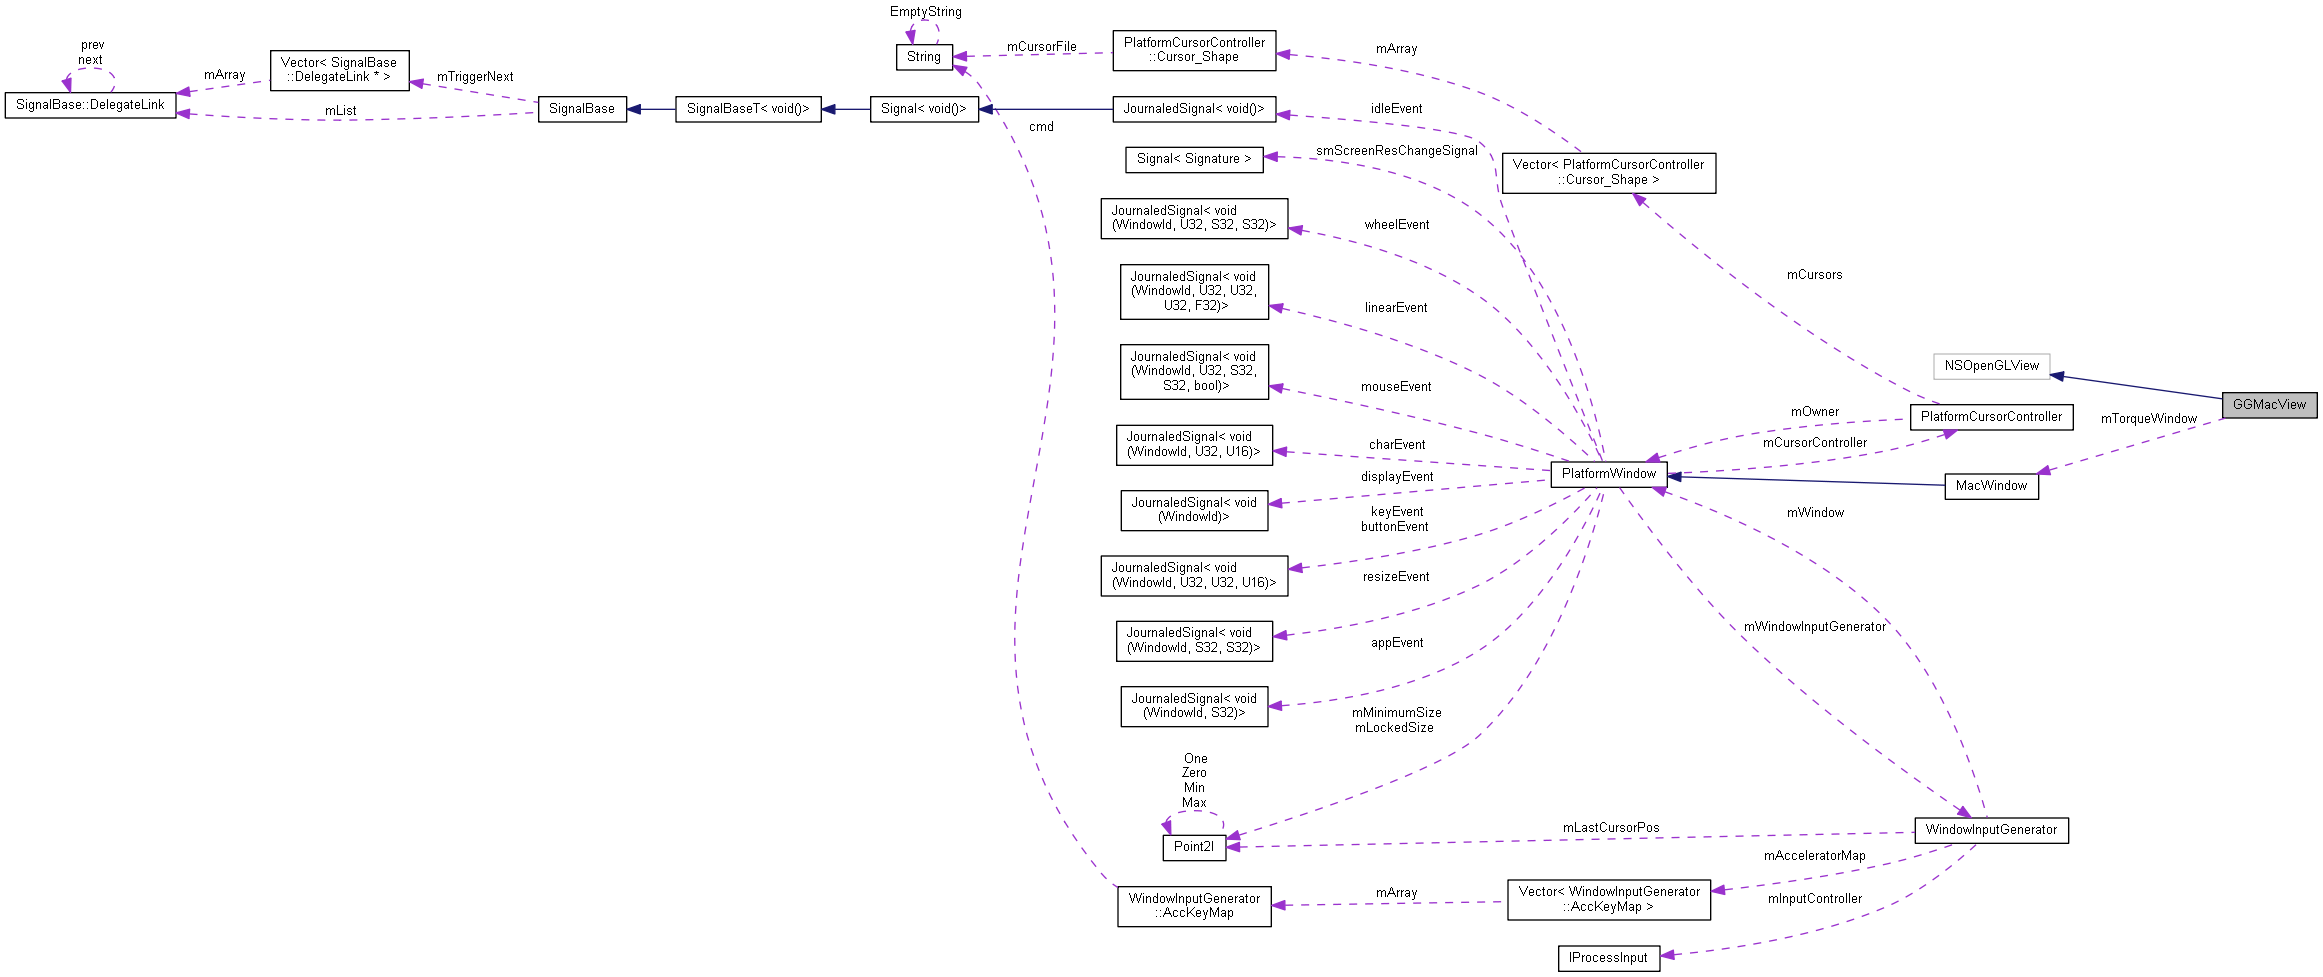 EmptyString
String
mCursorFile
PlatformCursorController
::Cursor_Shape
mArray
prev
next
SignalBase::DelegateLink
mArray
mList
Vector< SignalBase
::DelegateLink * >
mTriggerNext
SignalBase
SignalBaseT< void()>
Signal< void()>
JournaledSignal< void()>
idleEvent
cmd
Signal< Signature >
smScreenResChangeSignal
Vector< PlatformCursorController
::Cursor_Shape >
JournaledSignal< void
(WindowId, U32, S32, S32)>
wheelEvent
mCursors
JournaledSignal< void
(WindowId, U32, U32,
U32, F32)>
linearEvent
JournaledSignal< void
(WindowId, U32, S32,
S32, bool)>
mouseEvent
NSOpenGLView
GGMacView
mTorqueWindow
PlatformCursorController
mOwner
mCursorController
JournaledSignal< void
(WindowId, U32, U16)>
charEvent
PlatformWindow
MacWindow
JournaledSignal< void
(WindowId)>
displayEvent
keyEvent
buttonEvent
mWindow
JournaledSignal< void
(WindowId, U32, U32, U16)>
resizeEvent
JournaledSignal< void
(WindowId, S32, S32)>
appEvent
mWindowInputGenerator
JournaledSignal< void
(WindowId, S32)>
mMinimumSize
mLockedSize
One
Zero
Min
Max
Point2I
mLastCursorPos
WindowInputGenerator
mAcceleratorMap
WindowInputGenerator
::AccKeyMap
mArray
Vector< WindowInputGenerator
::AccKeyMap >
mInputController
IProcessInput